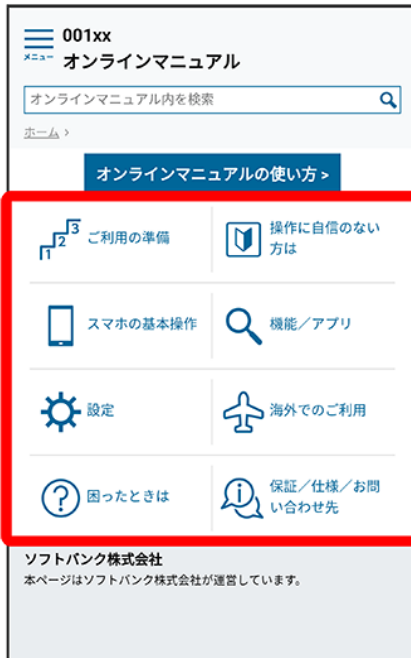 001xx
メニュー
オンラインマニュアル
オンラインマニュアル内を検索
ホーム >
オンラインマニュアルの使い方 >
1 2 3
ご利用の準備
操作に自信のない
方は
スマホの基本操作
機能／アプリ
設定
海外でのご利用
?
困ったときは
i
保証／仕様／お問
い合わせ先
ソフトバンク株式会社
本ページはソフトバンク株式会社が運営しています。